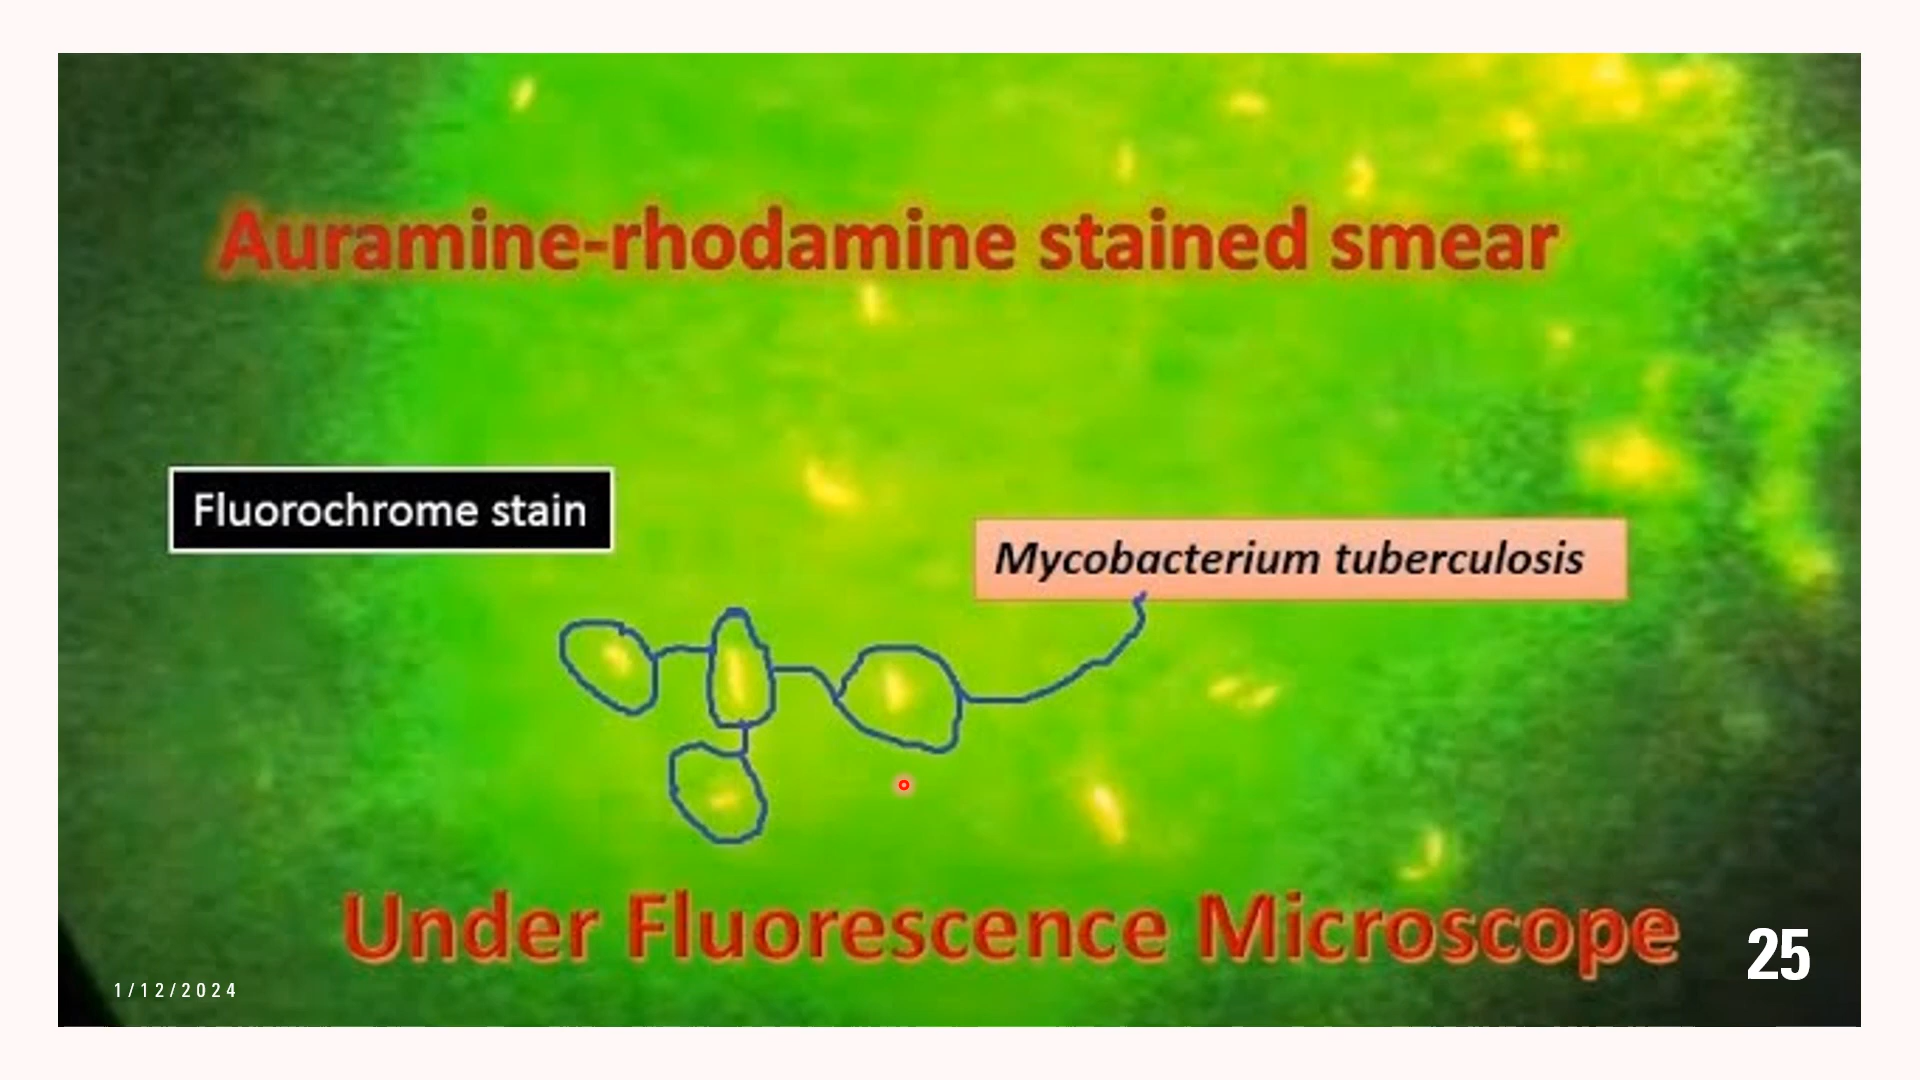 Auramine-rhodamine stained smear
Fluorochrome stain
Mycobacterium tuberculosis
Under Fluorescence Microscope
25
1/12/2024